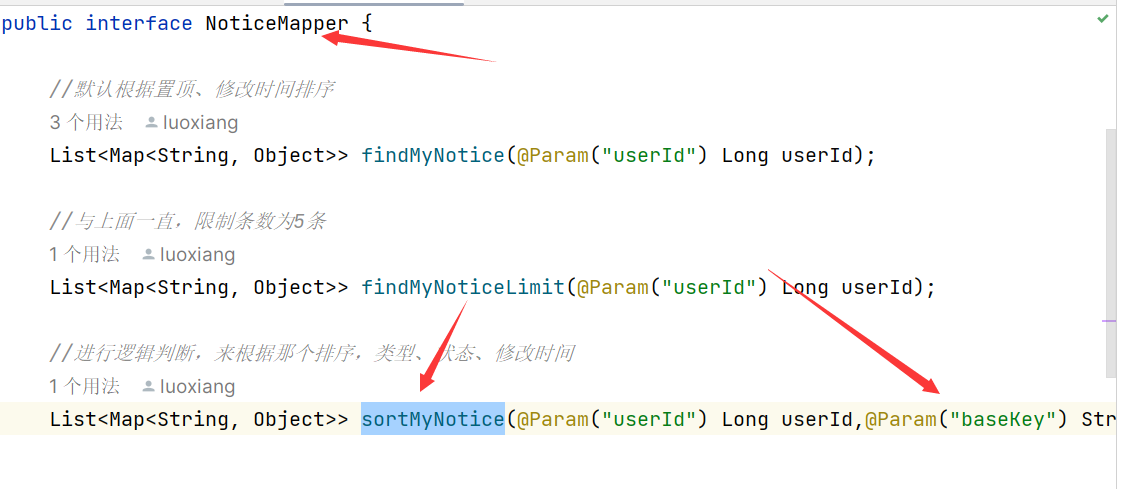 public interface NoticeMapper {
//默认根据置顶、修改时间排序
3 个用法 luoxiang
List<Map<String, Object>> findMyNotice(@Param("userId") Long userId);
//与上面一直，限制条数为5条
1 个用法 luoxiang
List<Map<String, Object>> findMyNoticeLimit(@Param("userId") Long userId);
//进行逻辑判断，来根据那个排序，类型、状态、修改时间
1 个用法 luoxiang
List<Map<String, Object>> sortMyNotice(@Param("userId") Long userId,@Param("baseKey") Str